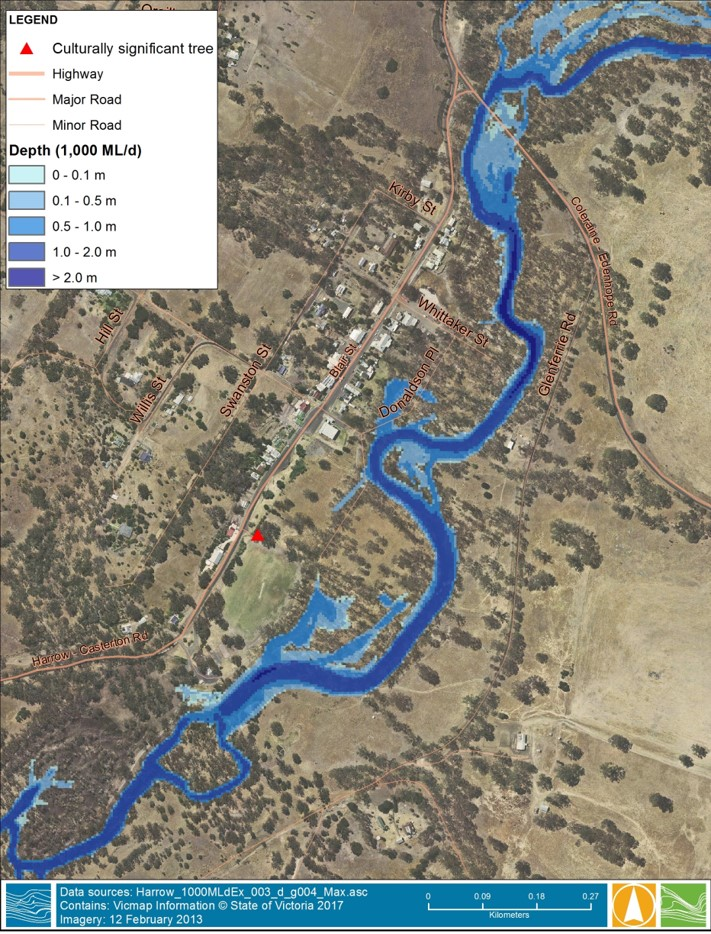 LEGEND
Culturally significant tree
Highway
Major Road
Minor Road
Depth (1,000 ML/d)
0 - 0.1 m
0.1 - 0.5 m
0.5 - 1.0 m
1.0 - 2.0 m
> 2.0 m
Kirby St
Coleraine - Edenhope Rd
Whittaker St
Hill St
Glenferrie Rd
Blair St
Swanston St
Donaldson Pl
Willis St
Harrow - Casterton Rd
Data sources: Harrow_1000MLdEx_003_d_g004_Max.asc
Contains: Vicmap Information © State of Victoria 2017
Imagery: 12 February 2013
0 0.09 0.18 0.27
Kilometers